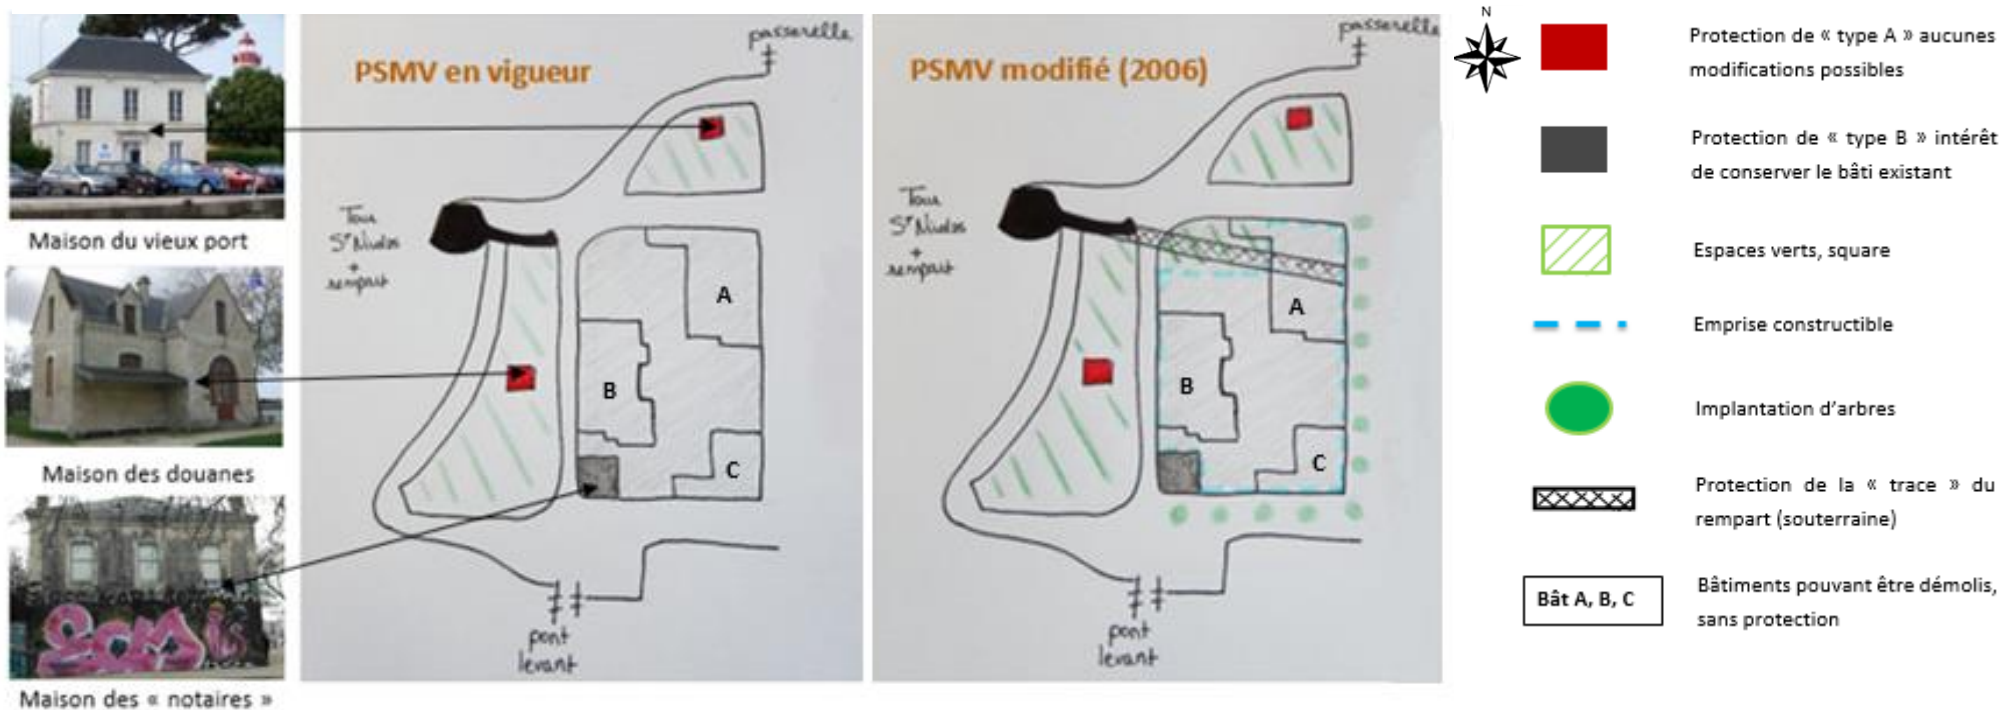 Maison du vieux port
Maison des douanes
Maison des « notaires »
PSMV en vigueur
passerelle
Tour
St Nicolas
+
rempart
A
B
C
pont
levant
PSMV modifié (2006)
passerelle
Tour
St Nicolas
+
rempart
A
B
C
pont
levant
N
Protection de « type A » aucunes
modifications possibles
Protection de « type B » intérêt
de conserver le bâti existant
Espaces verts, square
Emprise constructible
Implantation d'arbres
Protection de la « trace » du
rempart (souterraine)
Bât A, B, C
Bâtiments pouvant être démolis,
sans protection